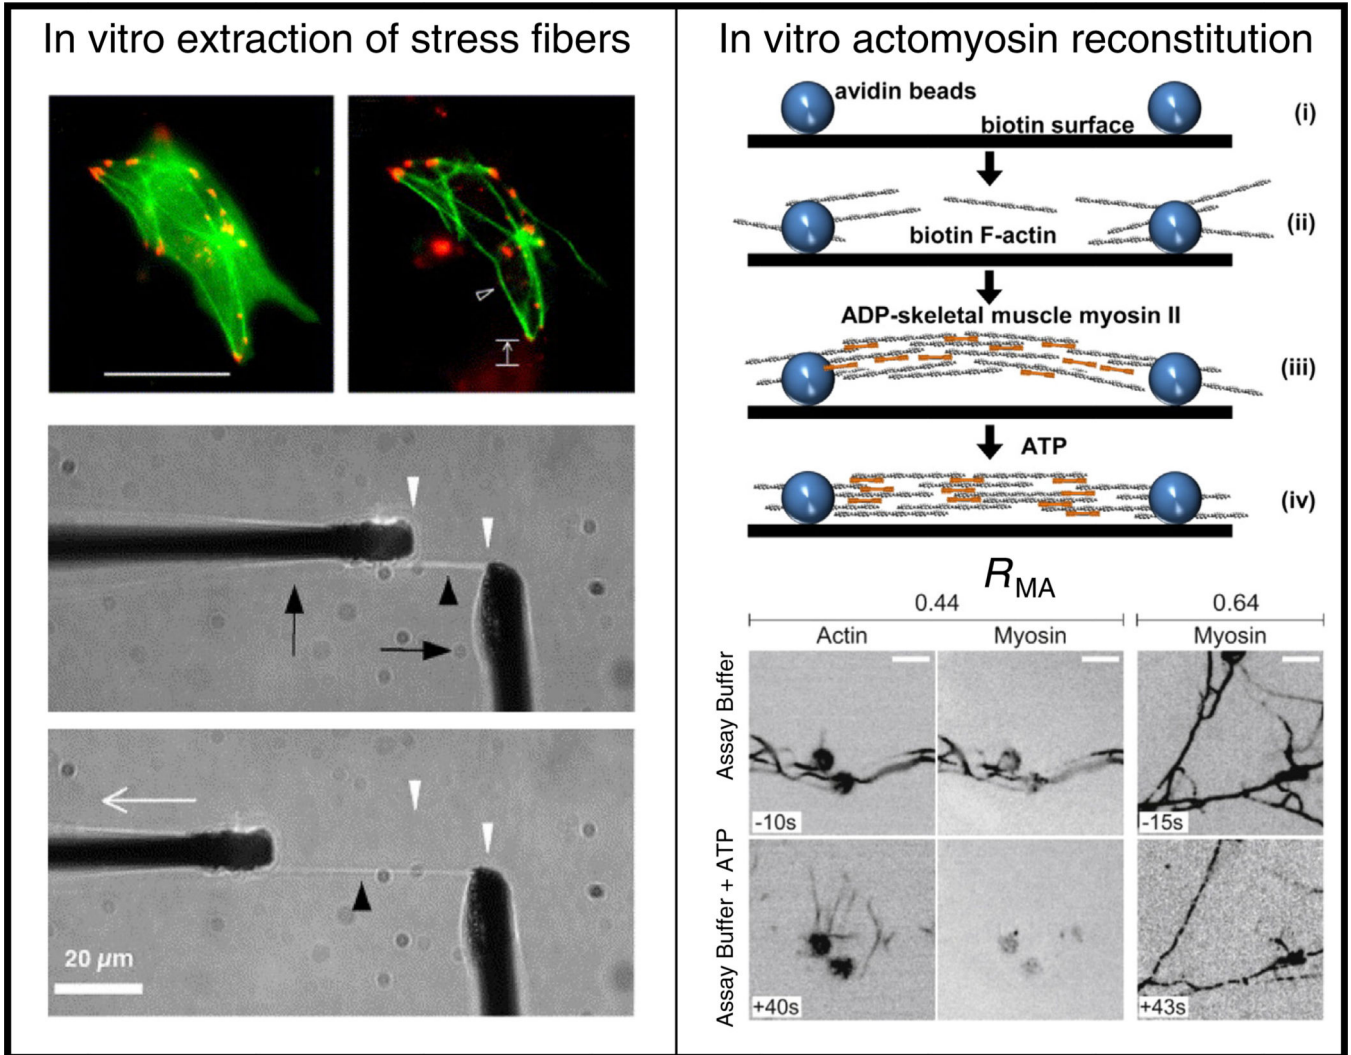 In vitro extraction of stress fibers
20 µm
In vitro actomyosin reconstitution
avidin beads
biotin surface
(i)
biotin F-actin
(ii)
ADP-skeletal muscle myosin II
(iii)
ATP
(iv)
RMA
0.44 0.64
Actin Myosin Myosin
Assay Buffer
-10s -15s
Assay Buffer + ATP
+40s +43s